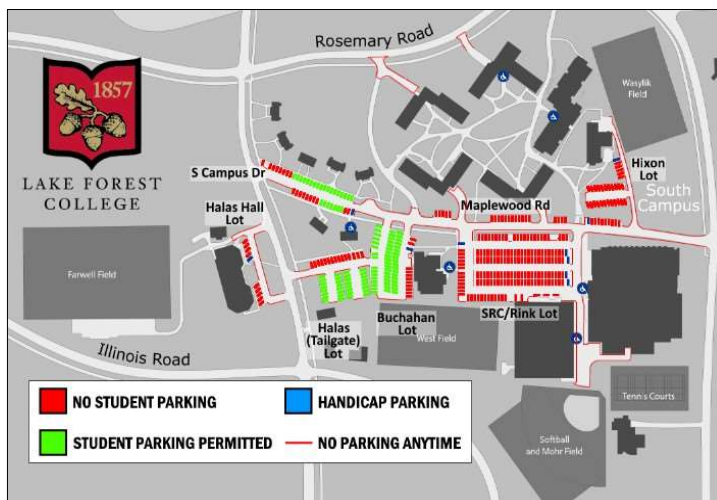 Rosemary Road
1857
LAKE FOREST
COLLEGE
Wasylik
Field
S Campus Dr
Hixon
Lot
South
Campus
Maplewood Rd
Halas Hall
Lot
Farwell Field
Halas
(Tailgate)
Lot
Buchahan
Lot
West Field
SRC/Rink Lot
Illinois Road
Tennis Courts
Softball
and Mohr Field
NO STUDENT PARKING
HANDICAP PARKING
STUDENT PARKING PERMITTED
NO PARKING ANYTIME